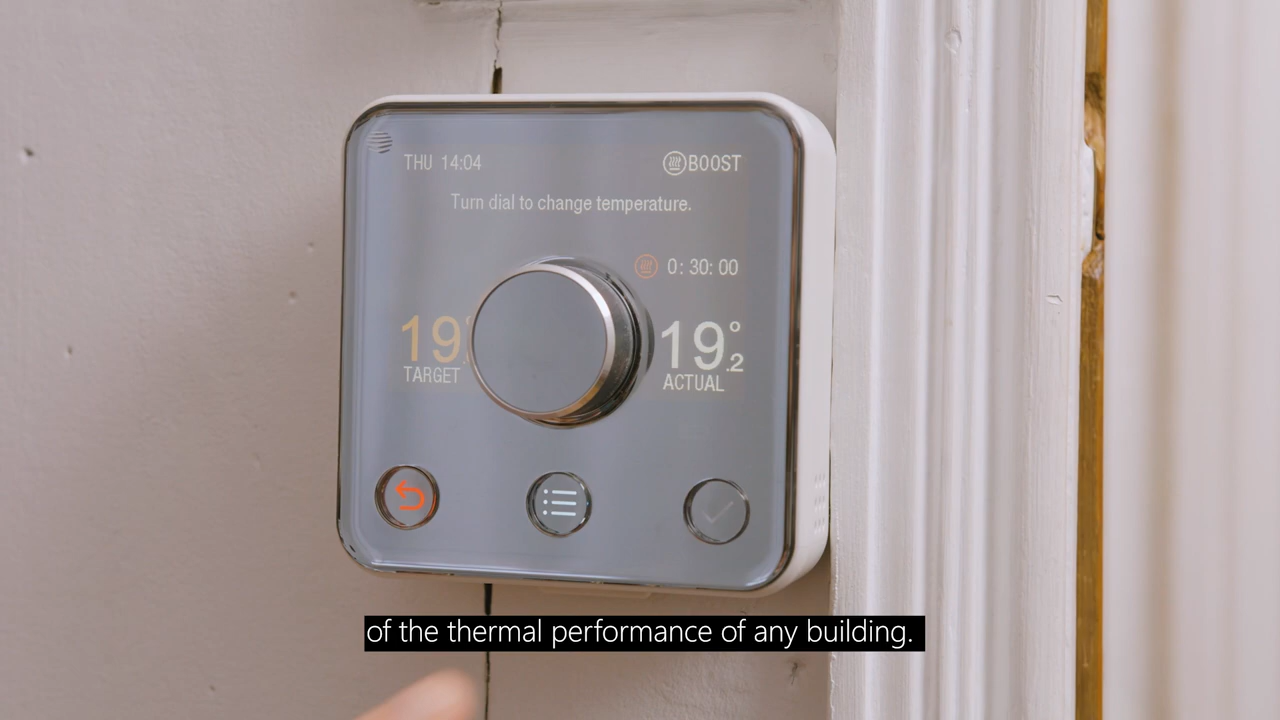 THU 14:04
BOOST
Turn dial to change temperature.
0:30:00
19°
TARGET
19°.2
ACTUAL
of the thermal performance of any building.